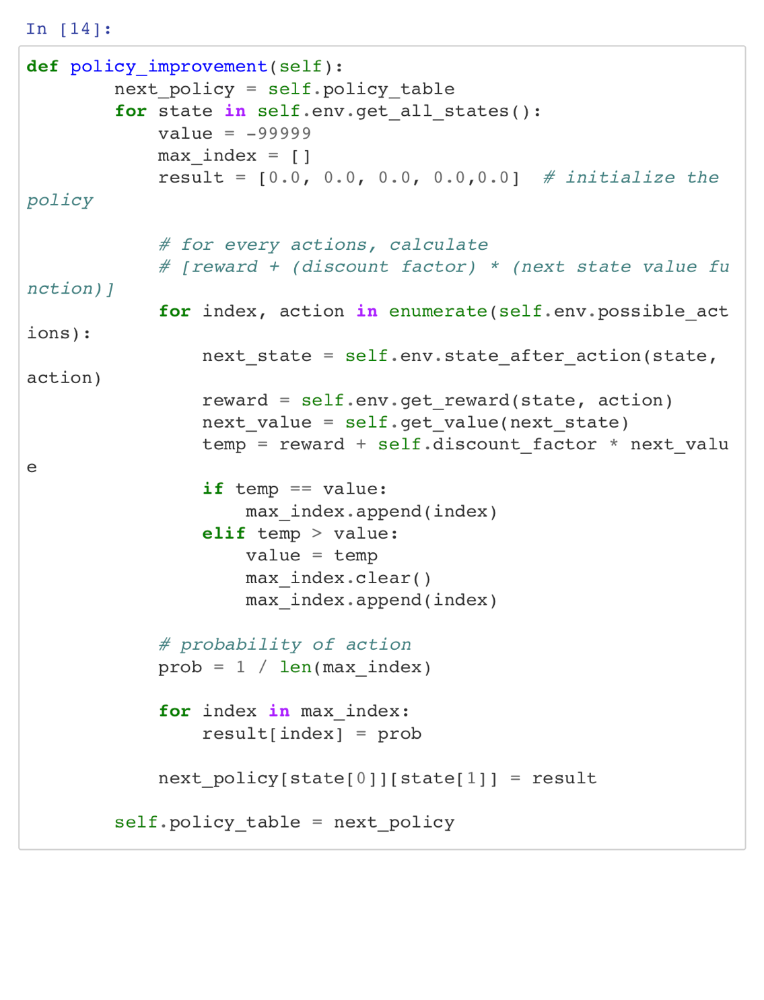 In [14]:
def policy_improvement(self):
        next_policy = self.policy_table
        for state in self.env.get_all_states():
            value = -99999
            max_index = []
            result = [0.0, 0.0, 0.0, 0.0,0.0]  # initialize the
policy

            # for every actions, calculate
            # [reward + (discount factor) * (next state value fu
nction)]
            for index, action in enumerate(self.env.possible_act
ions):
                next_state = self.env.state_after_action(state,
action)
                reward = self.env.get_reward(state, action)
                next_value = self.get_value(next_state)
                temp = reward + self.discount_factor * next_valu
e
                if temp == value:
                    max_index.append(index)
                elif temp > value:
                    value = temp
                    max_index.clear()
                    max_index.append(index)

            # probability of action
            prob = 1 / len(max_index)

            for index in max_index:
                result[index] = prob

            next_policy[state[0]][state[1]] = result

        self.policy_table = next_policy